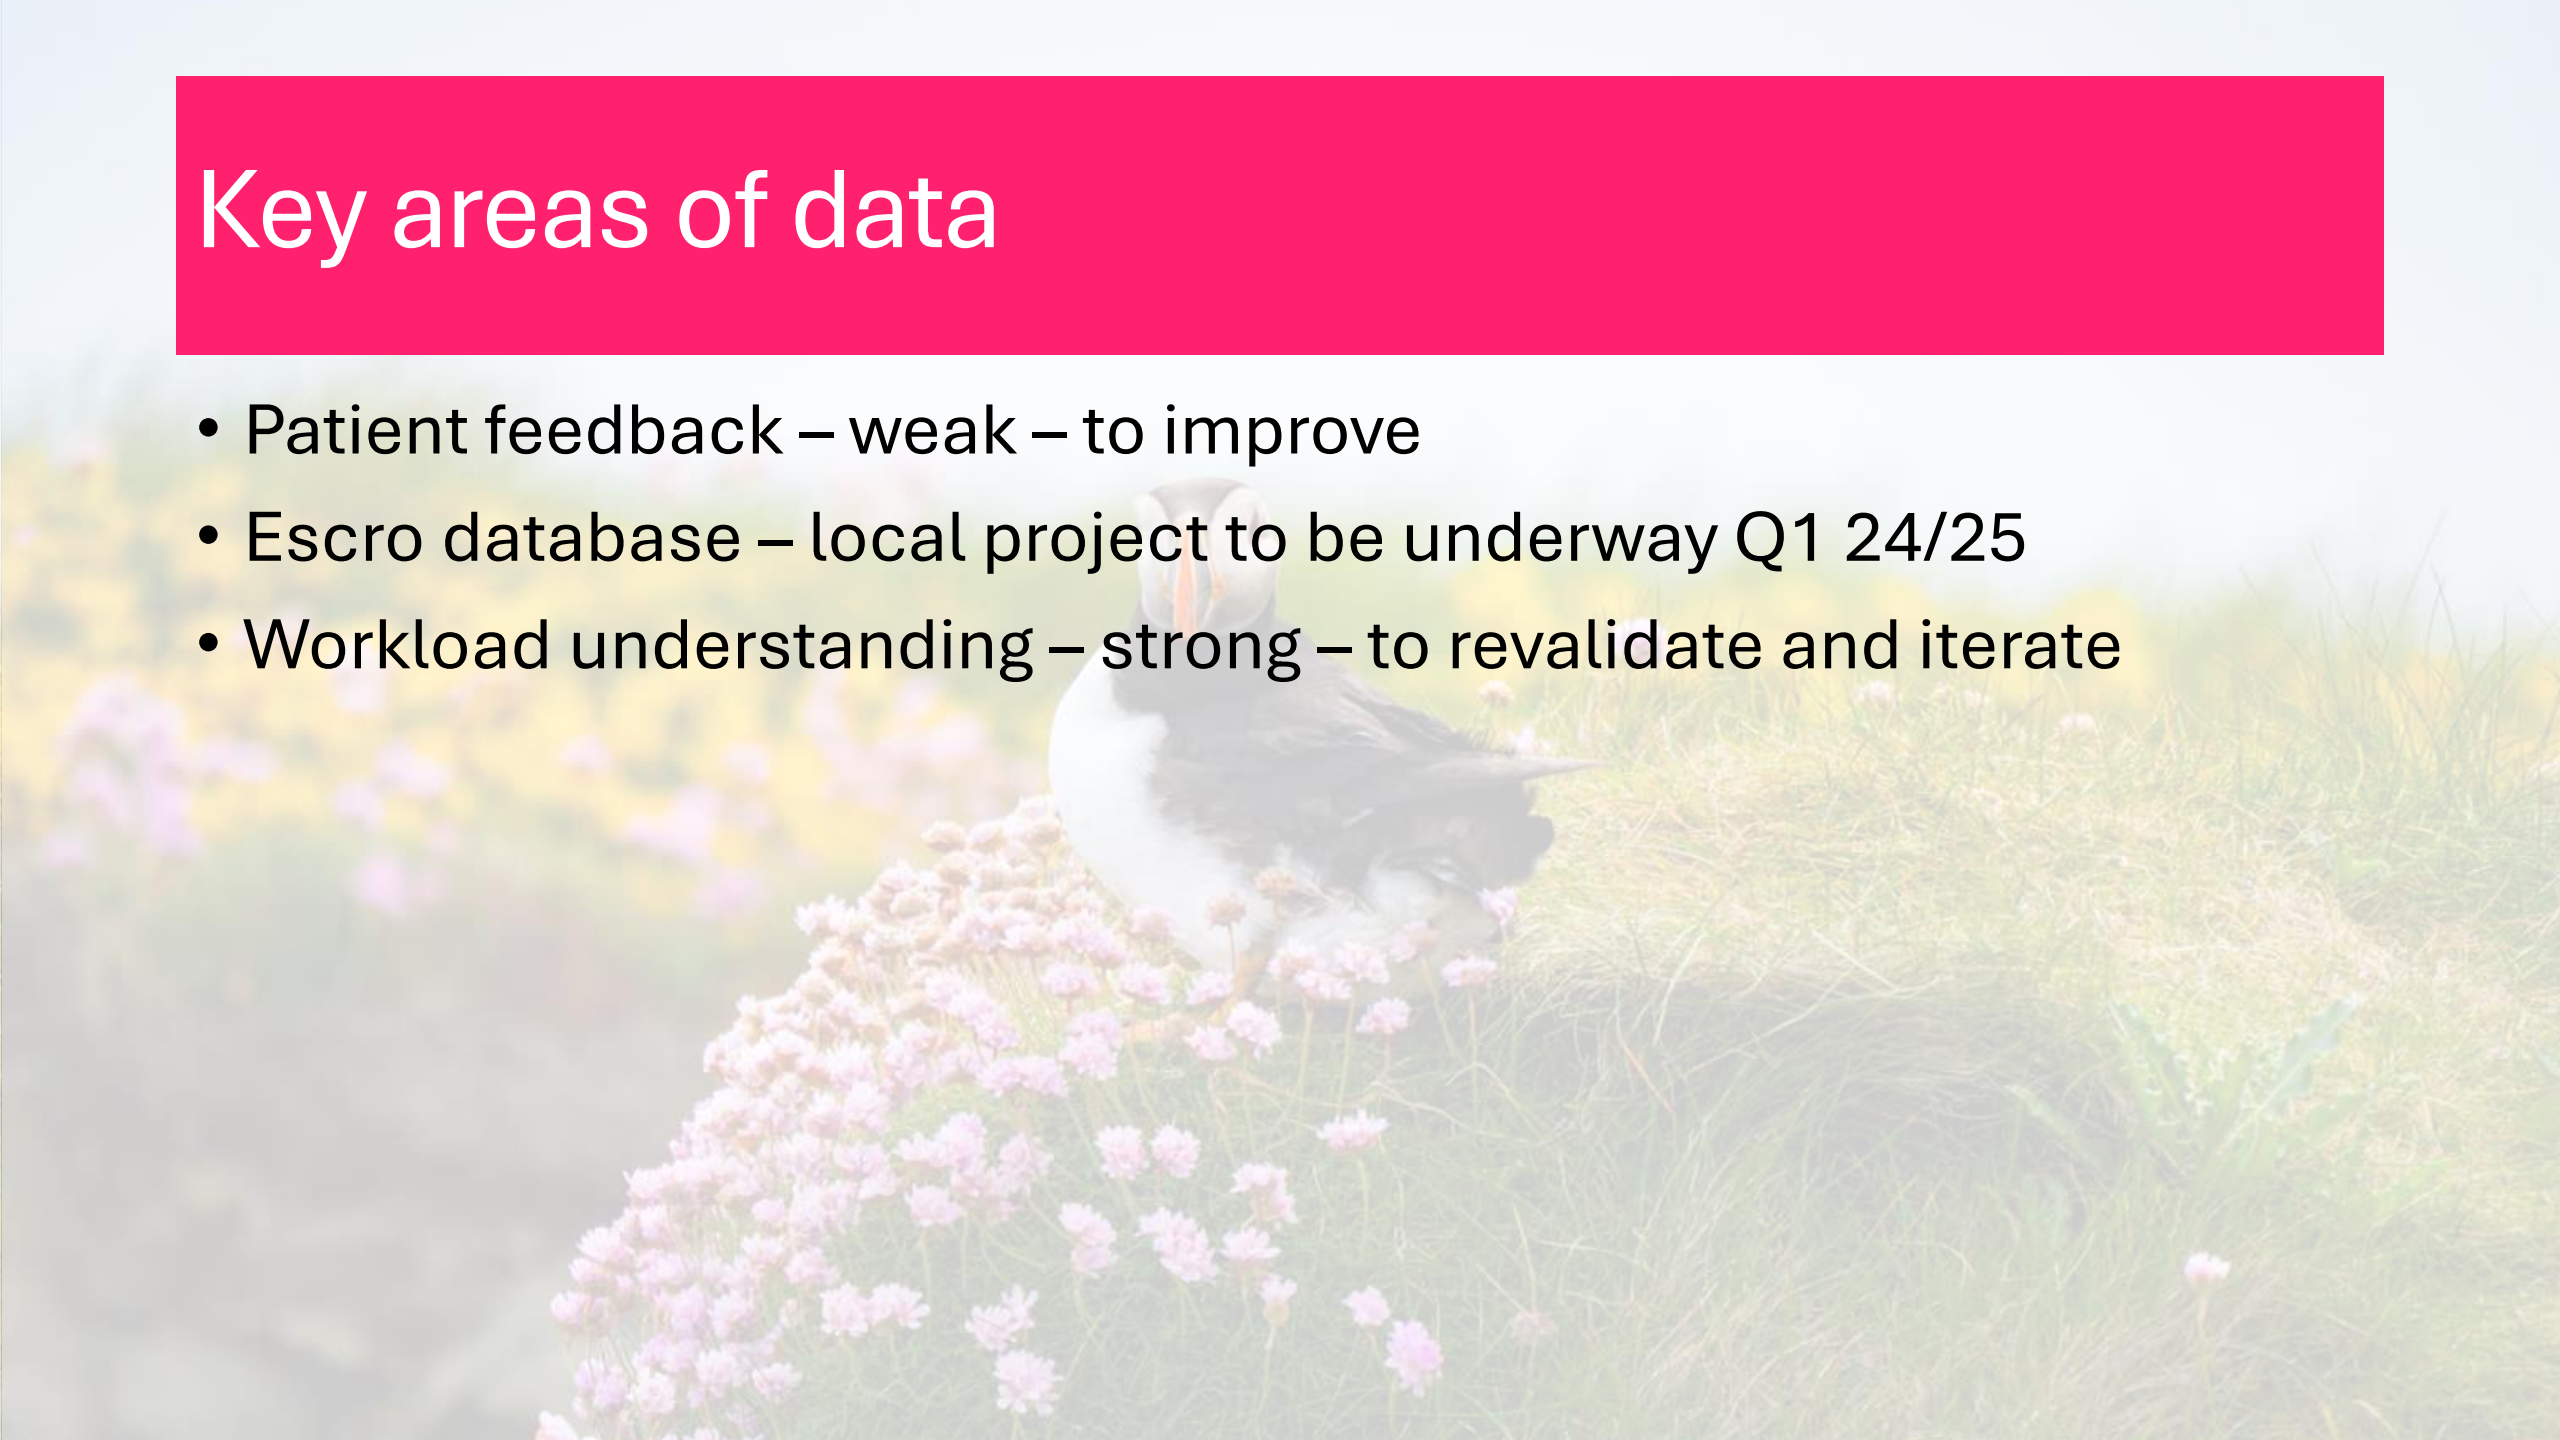 Key areas of data
• Patient feedback – weak – to improve
• Escro database – local project to be underway Q1 24/25
• Workload understanding – strong – to revalidate and iterate